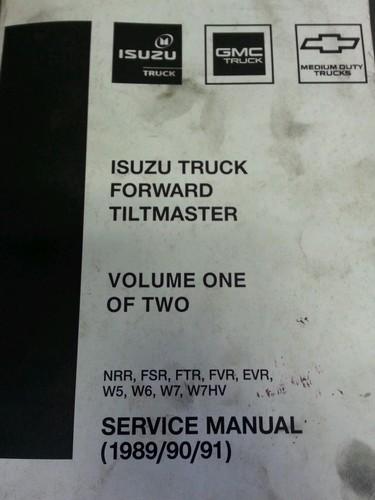 ISUZU
TRUCK
GMC
TRUCK
MEDIUM DUTY
TRUCKS
ISUZU TRUCK
FORWARD
TILTMASTER
VOLUME ONE
OF TWO
NRR, FSR, FTR, FVR, EVR,
W5, W6, W7, W7HV
SERVICE MANUAL
(1989/90/91)